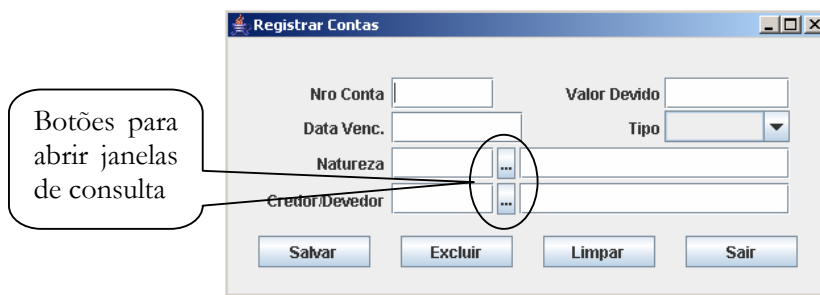 Registrar Contas
Nro Conta Valor Devido
Botões para
abrir janelas
de consulta
Data Venc. Tipo
Natureza ...
Credor/Devedor ...
Salvar Excluir Limpar Sair